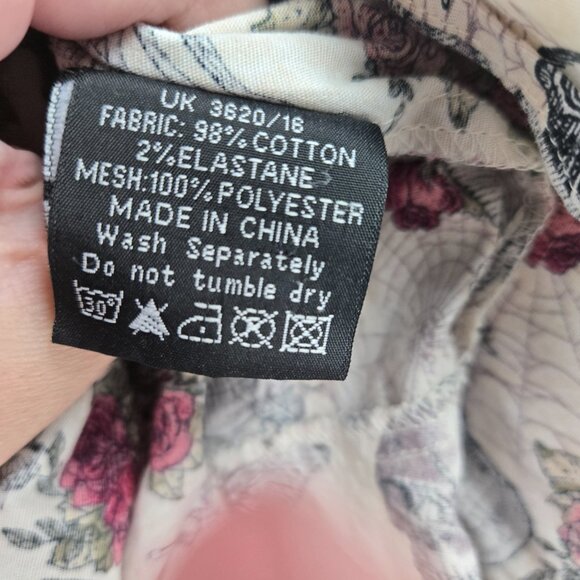 UK 3620/16
FABRIC: 98% COTTON
2%ELASTANE
MESH:100% POLYESTER
MADE IN CHINA
Wash Separately
Do not tumble dry
30°